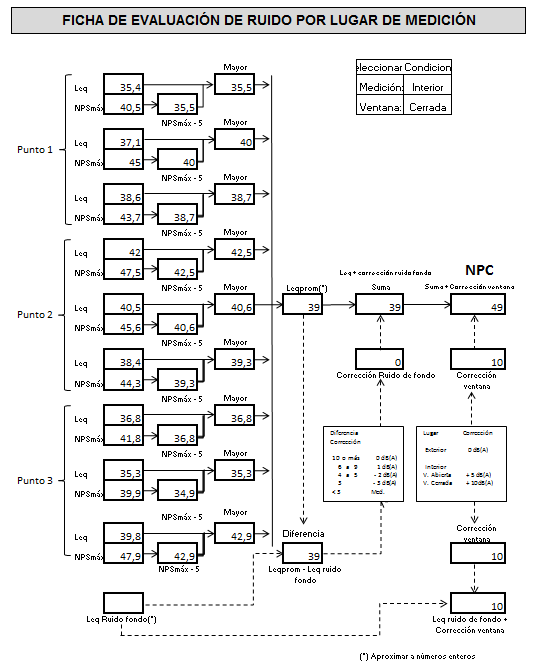 FICHA DE EVALUACIÓN DE RUIDO POR LUGAR DE MEDICIÓN
eleccionar Condicion
Medición: Interior
Ventana: Cerrada
Punto 1
Mayor
Leq 35,4 35,5
NPSmáx 40,5 35,5
NPSmáx - 5
Mayor
Leq 37,1 40
NPSmáx 45 40
NPSmáx - 5
Mayor
Leq 38,6 38,7
NPSmáx 43,7 38,7
NPSmáx - 5
Punto 2
Mayor
Leq 42 42,5
NPSmáx 47,5 42,5
NPSmáx - 5
Mayor
Leq 40,5 40,6
NPSmáx 45,6 40,6
NPSmáx - 5
Mayor
Leq 38,4 39,3
NPSmáx 44,3 39,3
NPSmáx - 5
Punto 3
Mayor
Leq 36,8 36,8
NPSmáx 41,8 36,8
NPSmáx - 5
Mayor
Leq 35,3 35,3
NPSmáx 39,9 34,9
NPSmáx - 5
Mayor
Leq 39,8 42,9
NPSmáx 47,9 42,9
NPSmáx - 5
Leqprom(*)
39
Leq + corrección ruido fondo
Suma
39
NPC
Suma + Corrección ventana
49
0
Corrección Ruido de fondo
10
Corrección
ventana
Diferencia
Corrección
10 o más 0 dB(A)
6 a 9 1 dB(A)
4 a 5 - 2 dB(A)
3 - 3 dB(A)
< 3 Med.
Lugar Corrección
Exterior 0 dB(A)
Interior
V. Abierta + 5 dB(A)
V. Cerrada + 10dB(A)
Diferencia
39
Leqprom - Leq ruido
fondo
Corrección
ventana
10
Leq Ruido fondo(*)
10
Leq ruido de fondo +
Corrección ventana
(*) Aproximar a números enteros